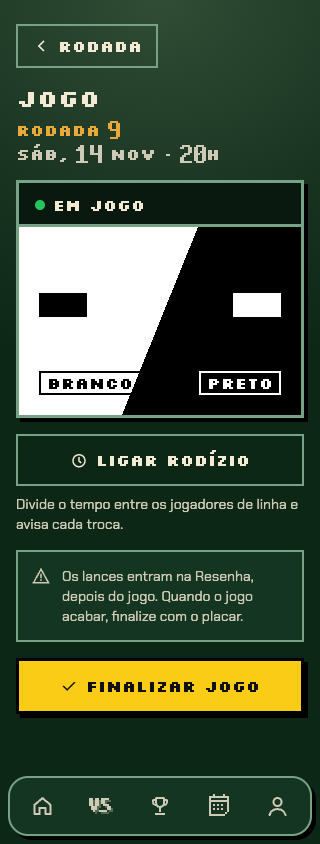 RODADA
JOGO
RODADA 9
SÁB, 14 NOV · 20H
EM JOGO
BRANCO
PRETO
LIGAR RODÍZIO
Divide o tempo entre os jogadores de linha e
avisa cada troca.
Os lances entram na Resenha,
depois do jogo. Quando o jogo
acabar, finalize com o placar.
FINALIZAR JOGO
VS